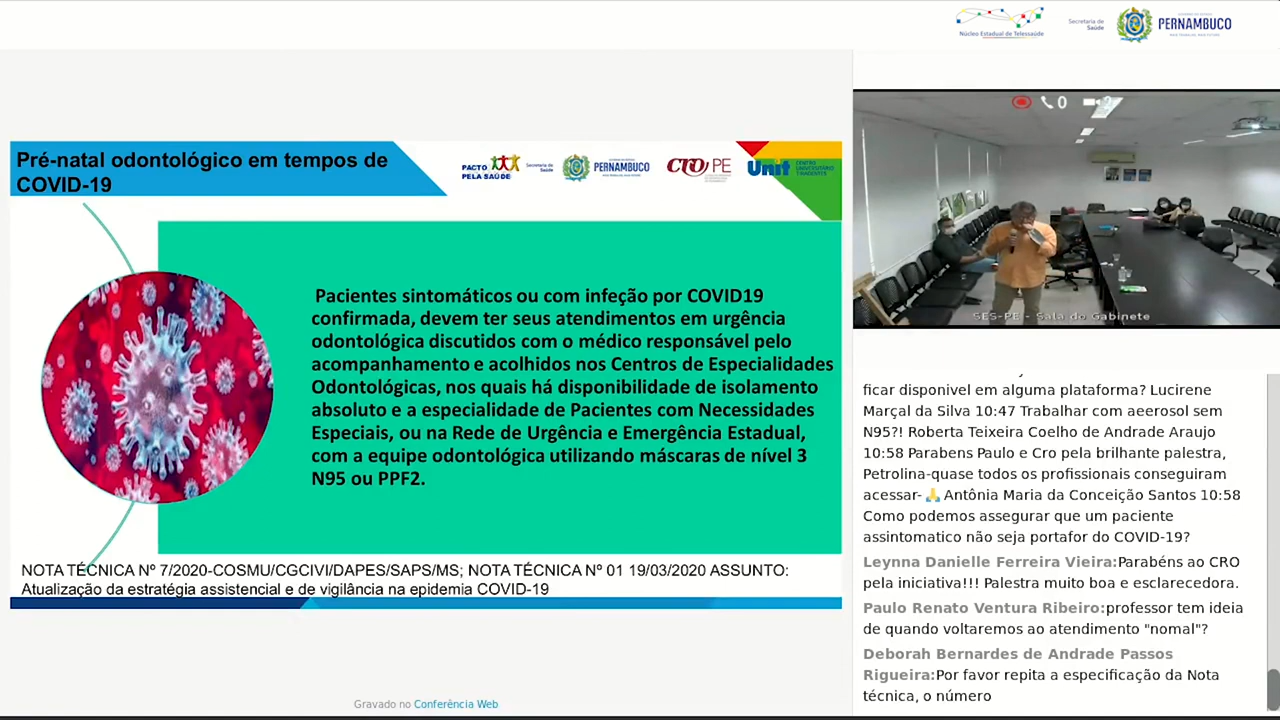 Núcleo Estadual de Telessaúde
Secretaria de
Saúde
PERNAMBUCO
Pré-natal odontológico em tempos de
COVID-19
PACTO
PELA SAÚDE
Secretaria de
Saúde
PERNAMBUCO
CRO PE
Unit
CENTRO
UNIVERSITÁRIO
TIRADENTES
Pacientes sintomáticos ou com infeção por COVID19
confirmada, devem ter seus atendimentos em urgência
odontológica discutidos com o médico responsável pelo
acompanhamento e acolhidos nos Centros de Especialidades
Odontológicas, nos quais há disponibilidade de isolamento
absoluto e a especialidade de Pacientes com Necessidades
Especiais, ou na Rede de Urgência e Emergência Estadual,
com a equipe odontológica utilizando máscaras de nível 3
N95 ou PPF2.
NOTA TÉCNICA Nº 7/2020-COSMU/CGCIVI/DAPES/SAPS/MS; NOTA TÉCNICA Nº 01 19/03/2020 ASSUNTO:
Atualização da estratégia assistencial e de vigilância na epidemia COVID-19
Gravado no Conferência Web
0
SES-PE - Sala do Gabinete
ficar disponivel em alguma plataforma? Lucirene
Marçal da Silva 10:47 Trabalhar com aeerosol sem
N95?! Roberta Teixeira Coelho de Andrade Araujo
10:58 Parabens Paulo e Cro pela brilhante palestra,
Petrolina-quase todos os profissionais conseguiram
acessar- 🙏 Antônia Maria da Conceição Santos 10:58
Como podemos assegurar que um paciente
assintomatico não seja portafor do COVID-19?
Leynna Danielle Ferreira Vieira:Parabéns ao CRO
pela iniciativa!!! Palestra muito boa e esclarecedora.
Paulo Renato Ventura Ribeiro:professor tem ideia
de quando voltaremos ao atendimento "nomal"?
Deborah Bernardes de Andrade Passos
Rigueira:Por favor repita a especificação da Nota
técnica, o número